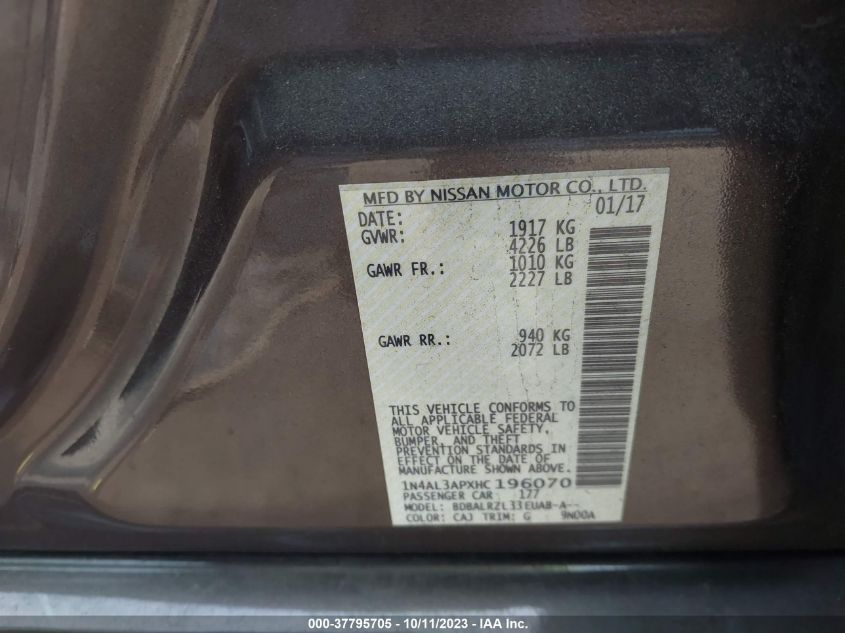 MFD BY NISSAN MOTOR CO., LTD.
DATE: 01/17
GVWR: 1917 KG
4226 LB
GAWR FR.: 1010 KG
2227 LB
GAWR RR.: 940 KG
2072 LB
THIS VEHICLE CONFORMS TO
ALL APPLICABLE FEDERAL
MOTOR VEHICLE SAFETY,
BUMPER, AND THEFT
PREVENTION STANDARDS IN
EFFECT ON THE DATE OF
MANUFACTURE SHOWN ABOVE.
1N4AL3APXHC196070
PASSENGER CAR 177
MODEL: BDBALRZL33EUAB-A--
COLOR: CAJ TRIM: G 9N00A
000-37795705 - 10/11/2023 - IAA Inc.